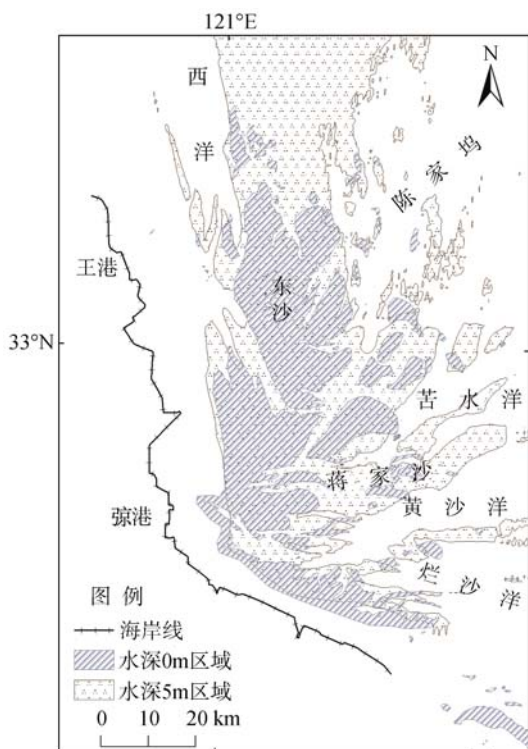 121°E
N
西洋
陈家坞
王港
东沙
33°N
苦水洋
蒋家沙
黄沙洋
弶港
烂沙洋
图例
海岸线
水深0m区域
水深5m区域
0 10 20 km